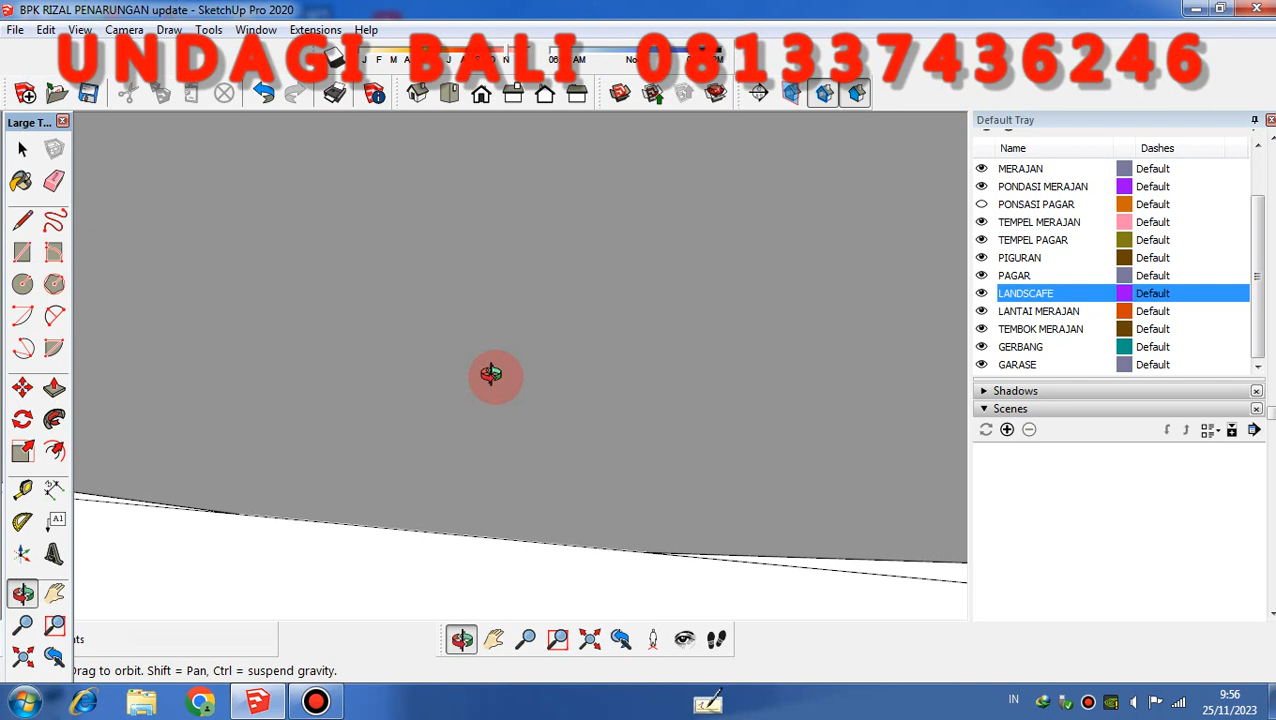 BPK RIZAL PENARUNGAN update - SketchUp Pro 2020
File Edit View Camera Draw Tools Window Extensions Help
UNDAGI BALI 081337436246
J F M A M J
Large T...
Default Tray
Name Dashes
MERAJAN Default
PONDASI MERAJAN Default
PONSASI PAGAR Default
TEMPEL MERAJAN Default
TEMPEL PAGAR Default
PIGURAN Default
PAGAR Default
LANDSCAFE Default
LANTAI MERAJAN Default
TEMBOK MERAJAN Default
GERBANG Default
GARASE Default
Shadows
Scenes
A1
Drag to orbit. Shift = Pan, Ctrl = suspend gravity.
IN
9:56
25/11/2023